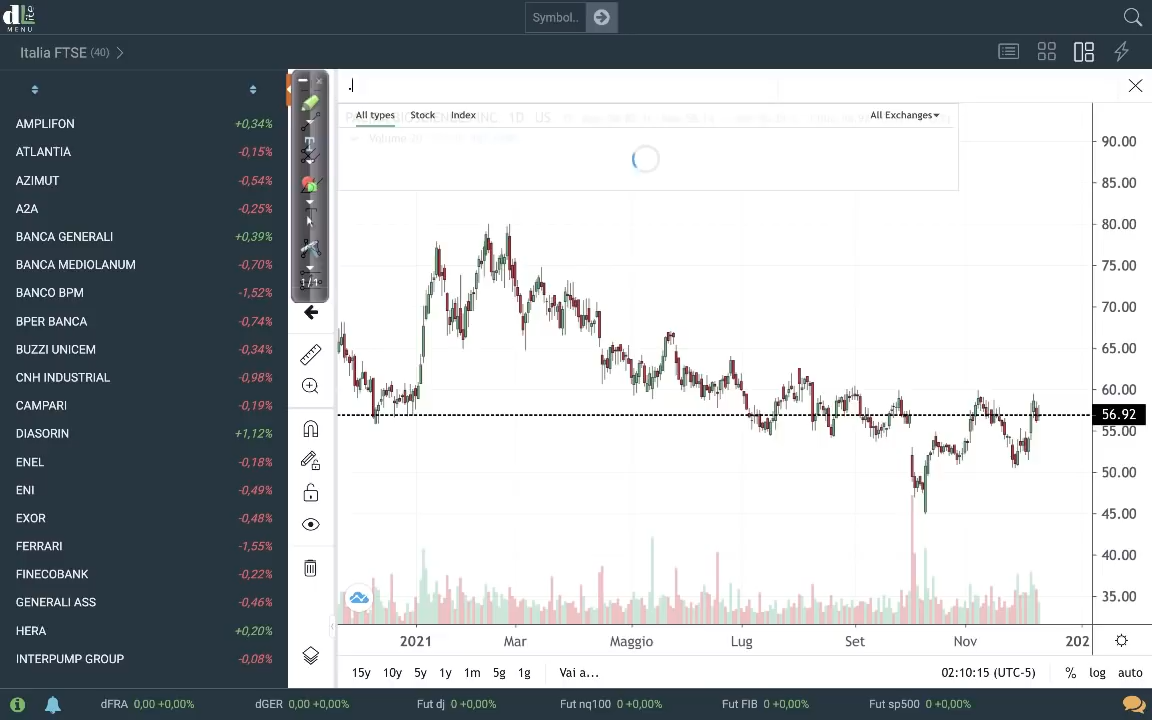 dL
ftse
MENU
Symbol..
Italia FTSE (40)
AMPLIFON +0,34%
ATLANTIA -0,15%
AZIMUT -0,54%
A2A -0,25%
BANCA GENERALI +0,39%
BANCA MEDIOLANUM -0,70%
BANCO BPM -1,52%
BPER BANCA -0,74%
BUZZI UNICEM -0,34%
CNH INDUSTRIAL -0,98%
CAMPARI -0,19%
DIASORIN +1,12%
ENEL -0,18%
ENI -0,49%
EXOR -0,48%
FERRARI -1,55%
FINECOBANK -0,22%
GENERALI ASS -0,46%
HERA +0,20%
INTERPUMP GROUP -0,08%
1/1
.
All types Stock Index All Exchanges
INC 1D US
Volume 20
90.00
85.00
80.00
75.00
70.00
65.00
60.00
56.92
55.00
50.00
45.00
40.00
35.00
2021 Mar Maggio Lug Set Nov 202
15y 10y 5y 1y 1m 5g 1g Vai a... 02:10:15 (UTC-5) % log auto
dFRA 0,00 +0,00% dGER 0,00 +0,00% Fut dj 0 +0,00% Fut nq100 0 +0,00% Fut FIB 0 +0,00% Fut sp500 0 +0,00%